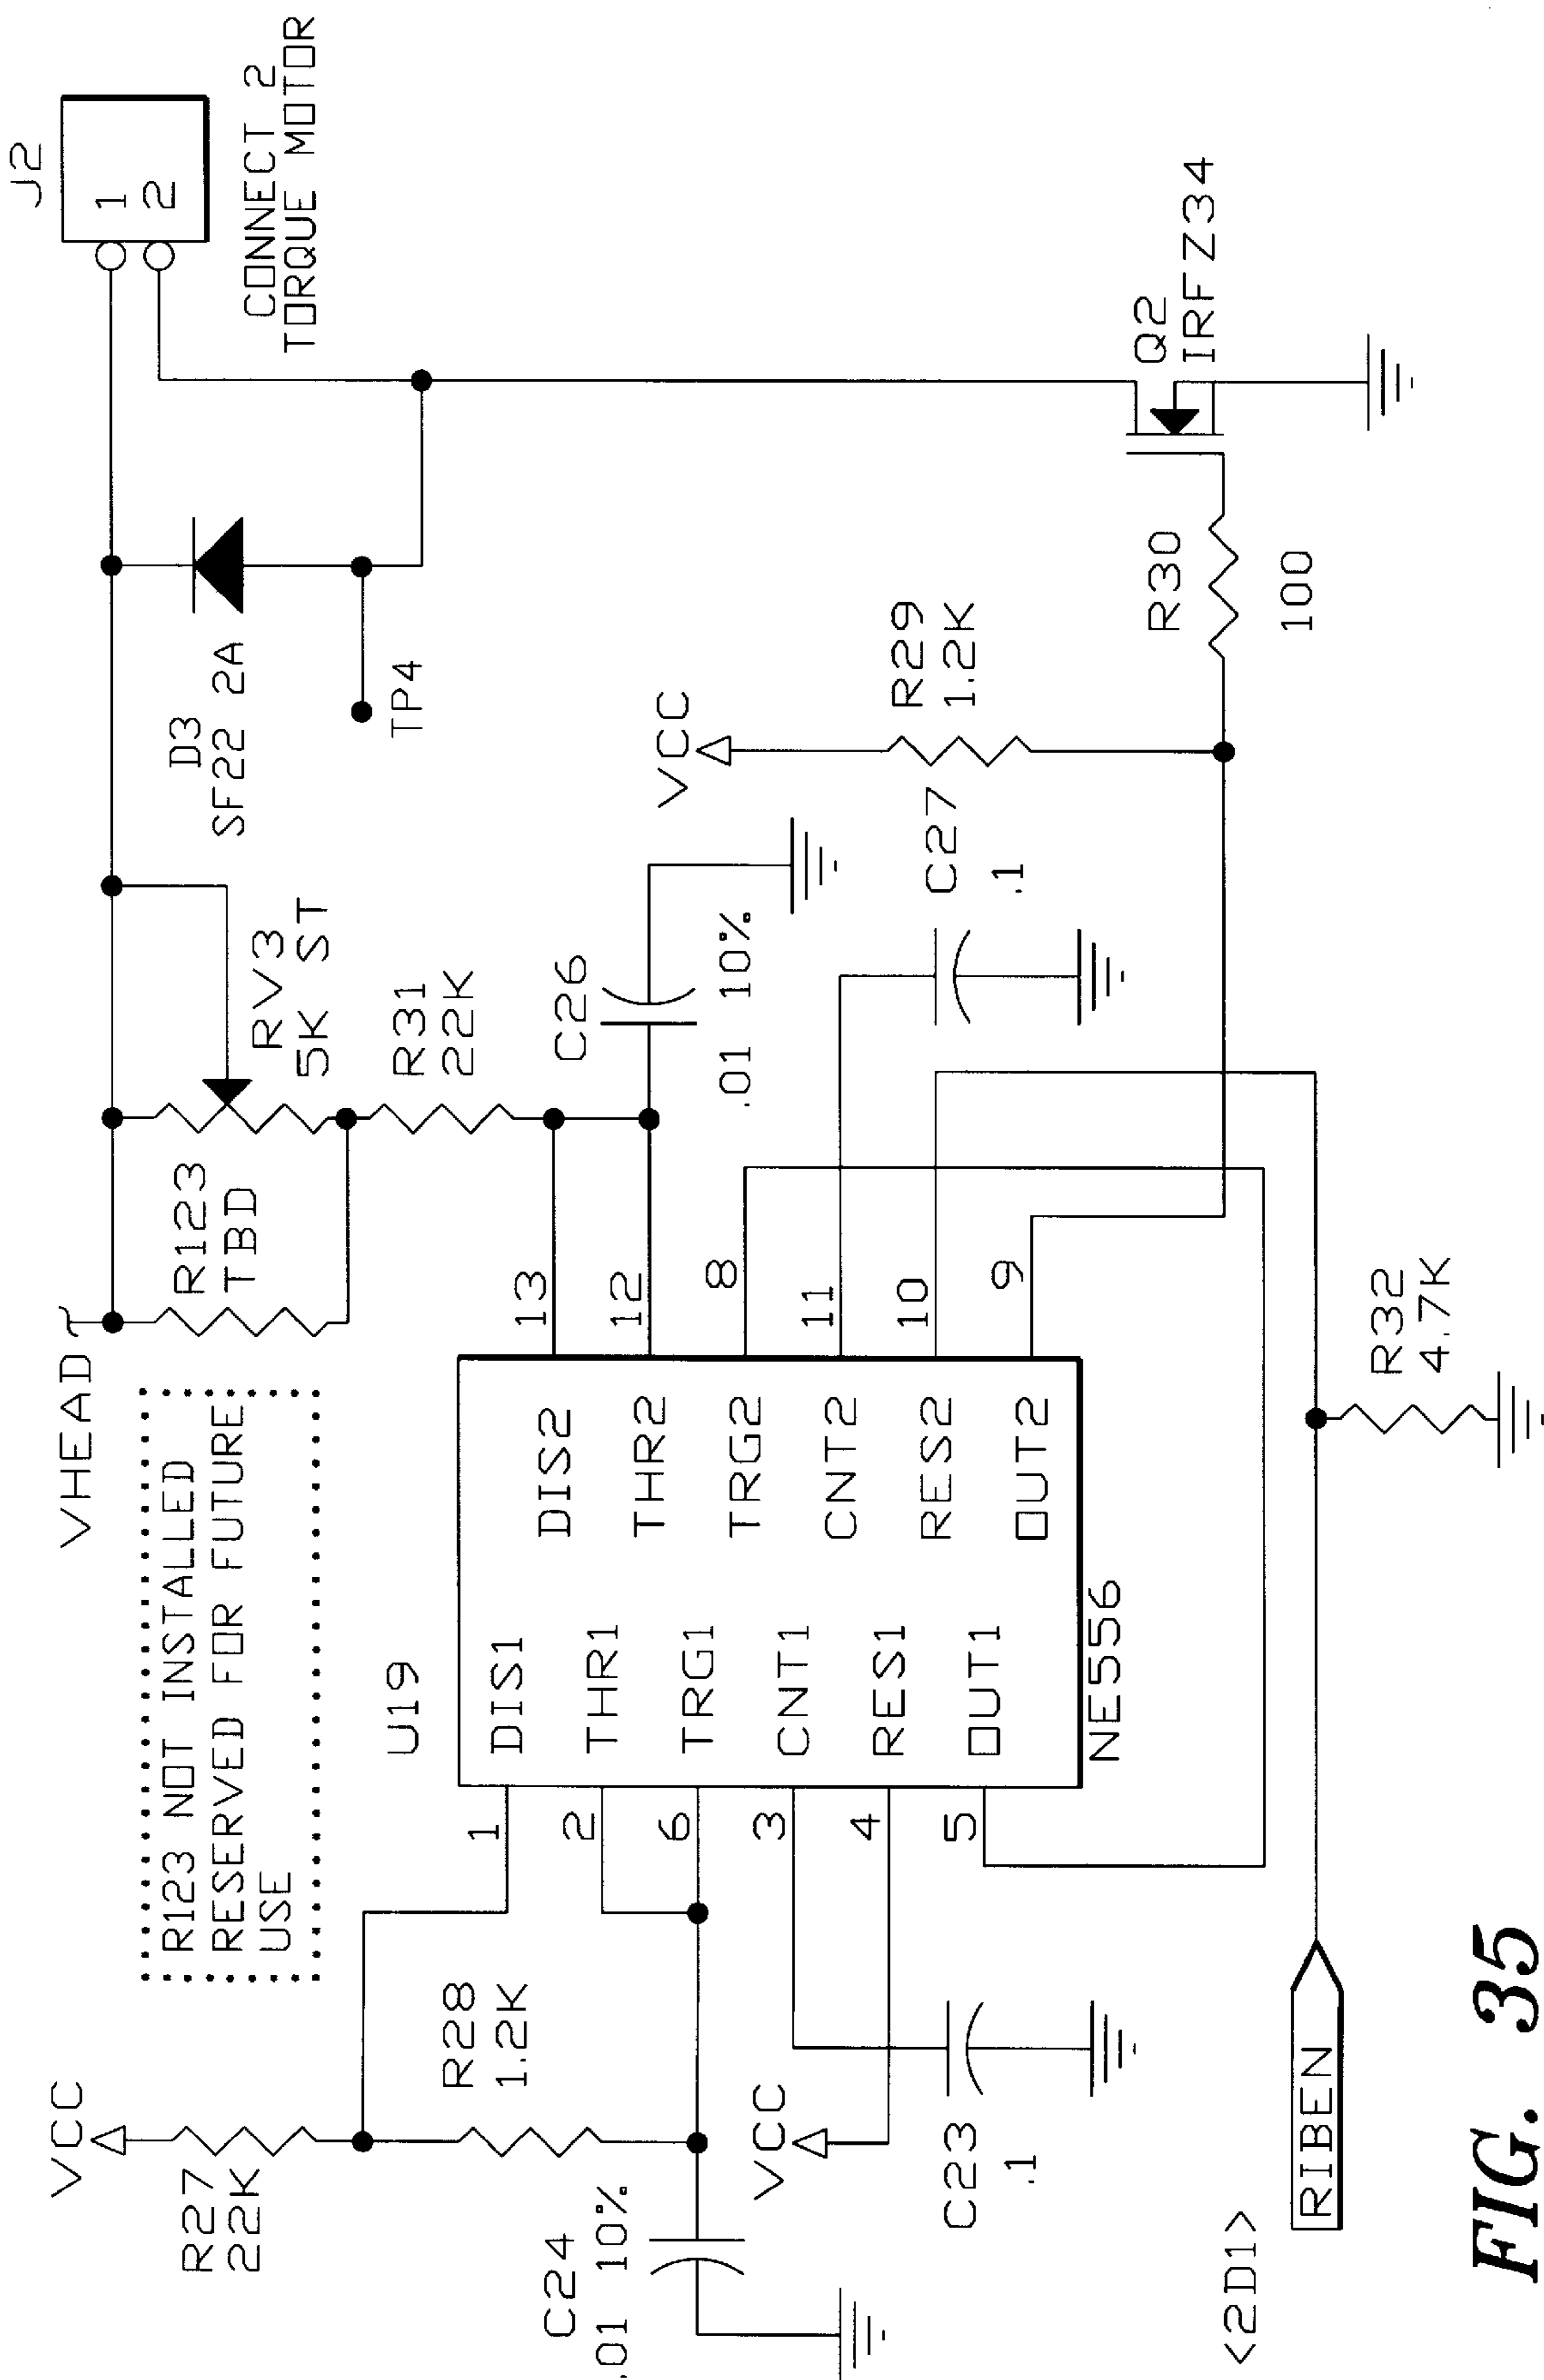 J2
1
2
CONNECT 2
TORQUE MOTOR
VHEAD
R123 NOT INSTALLED
RESERVED FOR FUTURE
USE
R123
TBD
RV3
5K ST
D3
SF22 2A
TP4
R31
22K
C26
.01 10%
VCC
R27
22K
R28
1.2K
C24
.01 10%
VCC
C23
.1
U19
DIS1
THR1
TRG1
CNT1
RES1
OUT1
DIS2
THR2
TRG2
CNT2
RES2
OUT2
NE556
1
2
6
3
4
5
13
12
8
11
10
9
C27
.1
VCC
R29
1.2K
R30
100
Q2
IRFZ34
R32
4.7K
<2D1>
RIBEN
FIG. 35